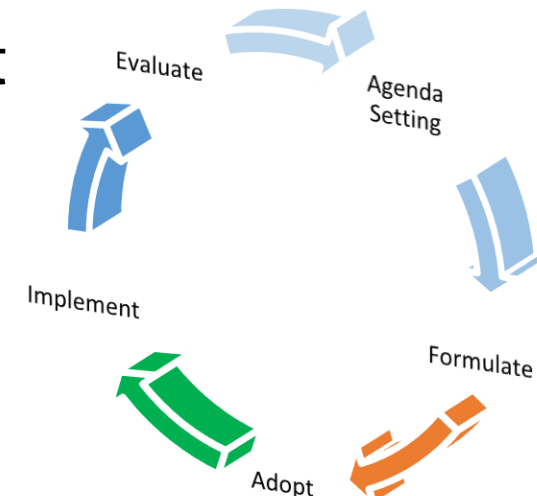 Evaluate
Agenda
Setting
Formulate
Adopt
Implement